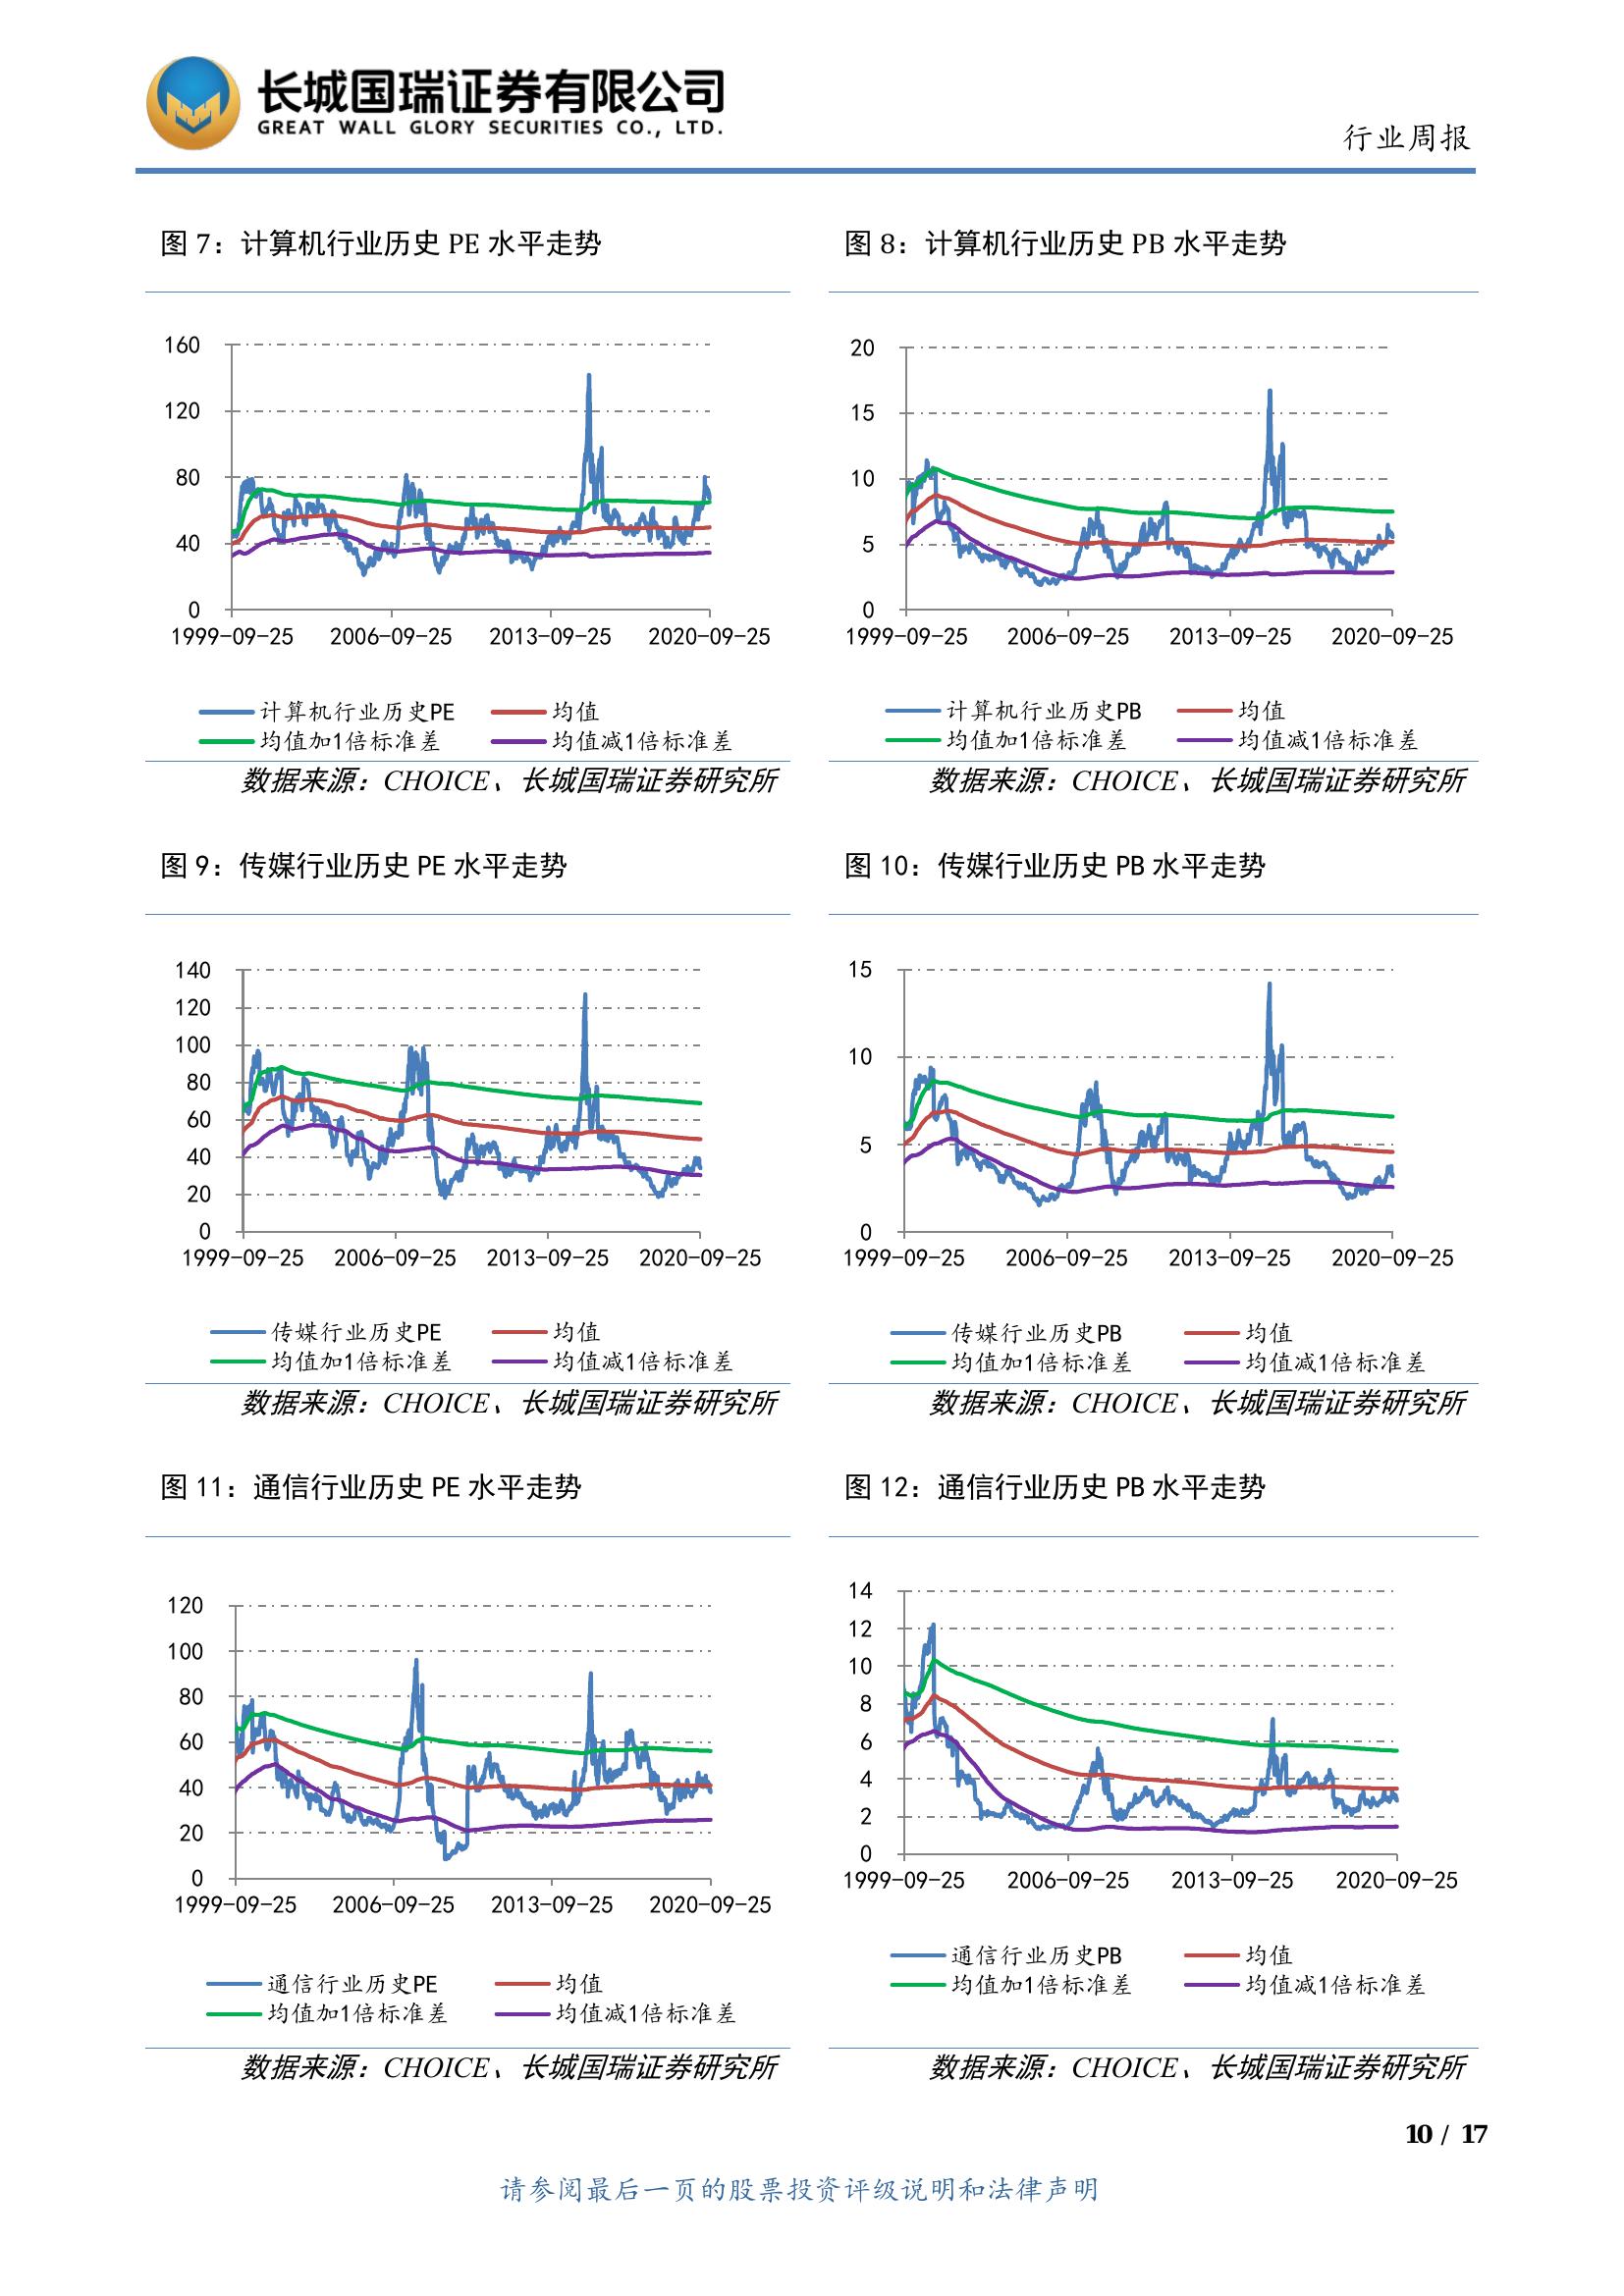 长城国瑞证券有限公司
GREAT WALL GLORY SECURITIES CO., LTD.
行业周报
图 7：计算机行业历史 PE 水平走势
160
120
80
40
0
1999-09-25 2006-09-25 2013-09-25 2020-09-25
计算机行业历史PE 均值
均值加1倍标准差 均值减1倍标准差
数据来源：CHOICE、长城国瑞证券研究所
图 8：计算机行业历史 PB 水平走势
20
15
10
5
0
1999-09-25 2006-09-25 2013-09-25 2020-09-25
计算机行业历史PB 均值
均值加1倍标准差 均值减1倍标准差
数据来源：CHOICE、长城国瑞证券研究所
图 9：传媒行业历史 PE 水平走势
140
120
100
80
60
40
20
0
1999-09-25 2006-09-25 2013-09-25 2020-09-25
传媒行业历史PE 均值
均值加1倍标准差 均值减1倍标准差
数据来源：CHOICE、长城国瑞证券研究所
图 10：传媒行业历史 PB 水平走势
15
10
5
0
1999-09-25 2006-09-25 2013-09-25 2020-09-25
传媒行业历史PB 均值
均值加1倍标准差 均值减1倍标准差
数据来源：CHOICE、长城国瑞证券研究所
图 11：通信行业历史 PE 水平走势
120
100
80
60
40
20
0
1999-09-25 2006-09-25 2013-09-25 2020-09-25
通信行业历史PE 均值
均值加1倍标准差 均值减1倍标准差
数据来源：CHOICE、长城国瑞证券研究所
图 12：通信行业历史 PB 水平走势
14
12
10
8
6
4
2
0
1999-09-25 2006-09-25 2013-09-25 2020-09-25
通信行业历史PB 均值
均值加1倍标准差 均值减1倍标准差
数据来源：CHOICE、长城国瑞证券研究所
10 / 17
请参阅最后一页的股票投资评级说明和法律声明